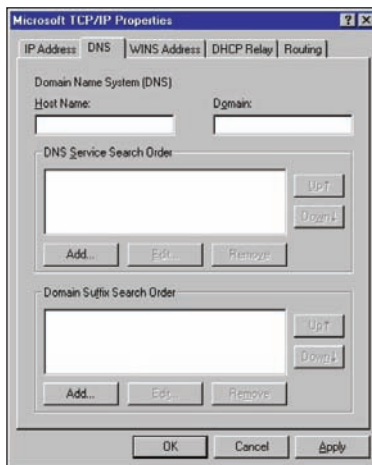 Microsoft TCP/IP Properties
IP Address DNS WINS Address DHCP Relay Routing
Domain Name System (DNS)
Host Name: Domain:
DNS Service Search Order
Up↑
Down↓
Add... Edit... Remove
Domain Suffix Search Order
Up↑
Down↓
Add... Edit... Remove
OK Cancel Apply